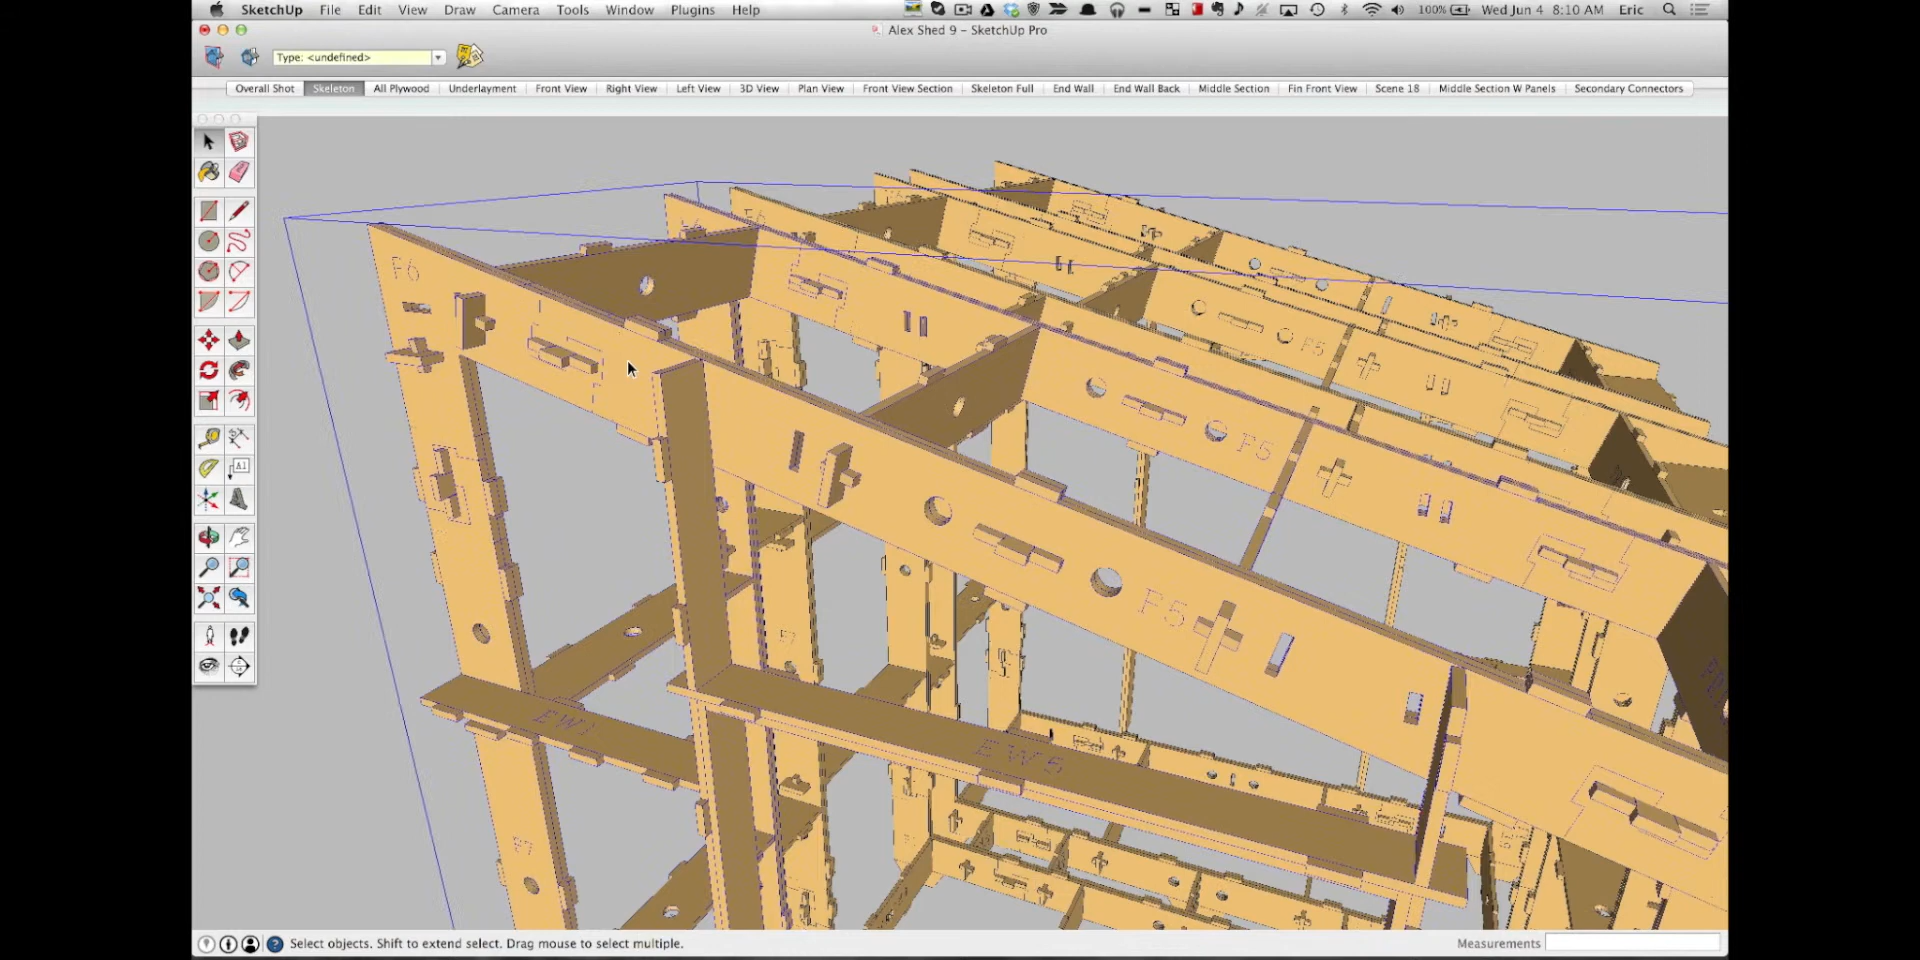 SketchUp File Edit View Draw Camera Tools Window Plugins Help 100% Wed Jun 4 8:10 AM Eric
Alex Shed 9 - SketchUp Pro
Type: <undefined>
Overall Shot Skeleton All Plywood Underlayment Front View Right View Left View 3D View Plan View Front View Section Skeleton Full End Wall End Wall Back Middle Section Fin Front View Scene 18 Middle Section W Panels Secondary Connectors
F6
F5
F5
A1
F5
EW1
EW5
F7
Select objects. Shift to extend select. Drag mouse to select multiple.
Measurements